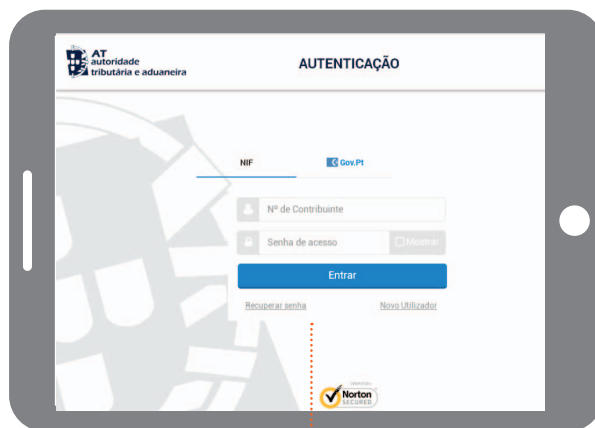 AT
autoridade
tributária e aduaneira
AUTENTICAÇÃO
NIF
Gov.Pt
Nº de Contribuinte
Senha de acesso
Mostrar
Entrar
Recuperar senha
Novo Utilizador
Norton
SECURED